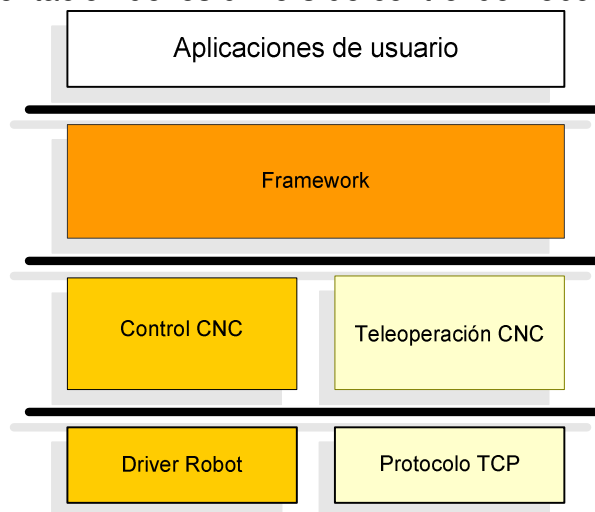 Aplicaciones de usuario
Framework
Control CNC
Teleoperación CNC
Driver Robot
Protocolo TCP